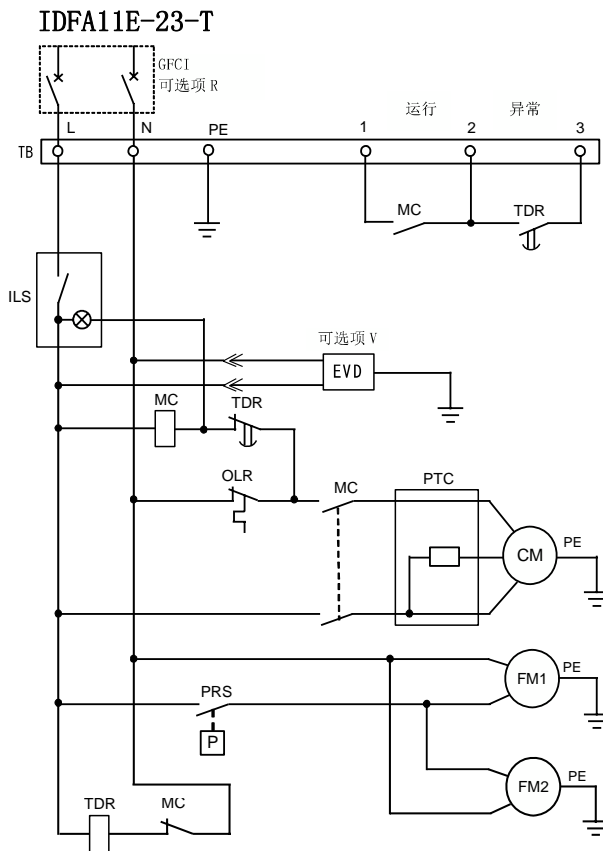 IDFA11E-23-T
GFCI
可选项 R
运行 异常
L N PE 1 2 3
TB
MC TDR
ILS
可选项 V
EVD
MC TDR
OLR MC PTC
CM PE
PRS FM1 PE
P
FM2 PE
TDR MC